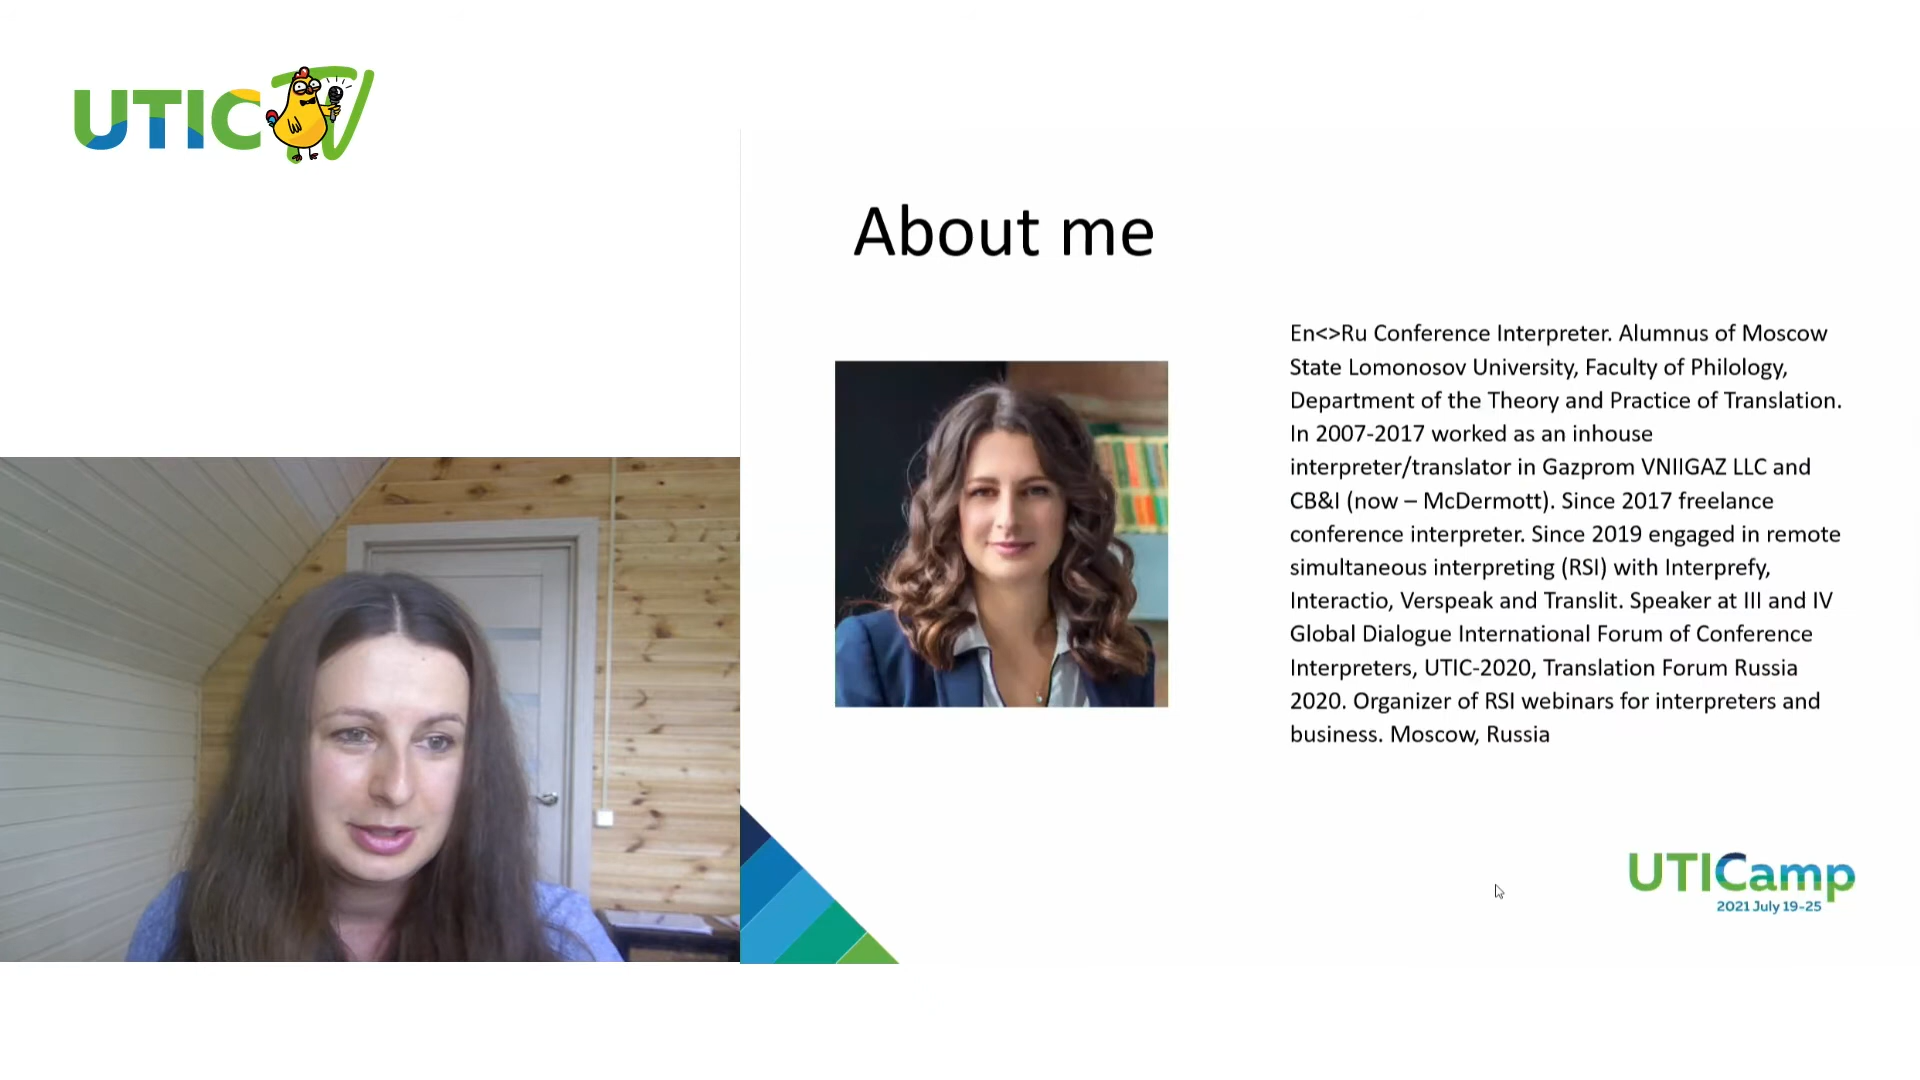 UTIC TV
About me
En<>Ru Conference Interpreter. Alumnus of Moscow
State Lomonosov University, Faculty of Philology,
Department of the Theory and Practice of Translation.
In 2007-2017 worked as an inhouse
interpreter/translator in Gazprom VNIIGAZ LLC and
CB&I (now – McDermott). Since 2017 freelance
conference interpreter. Since 2019 engaged in remote
simultaneous interpreting (RSI) with Interprefy,
Interactio, Verspeak and Translit. Speaker at III and IV
Global Dialogue International Forum of Conference
Interpreters, UTIC-2020, Translation Forum Russia
2020. Organizer of RSI webinars for interpreters and
business. Moscow, Russia
UTICamp
2021 July 19-25